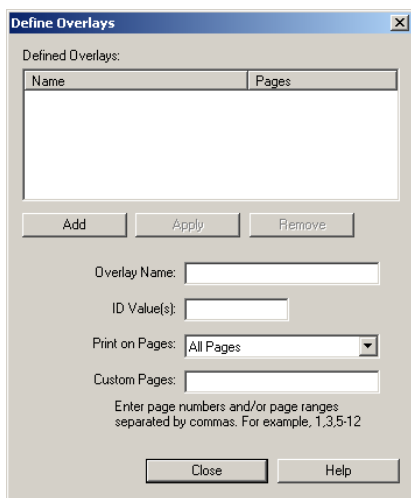 Define Overlays
Defined Overlays:
Name Pages
Add Apply Remove
Overlay Name:
ID Value(s):
Print on Pages: All Pages
Custom Pages:
Enter page numbers and/or page ranges
separated by commas. For example, 1,3,5-12
Close Help